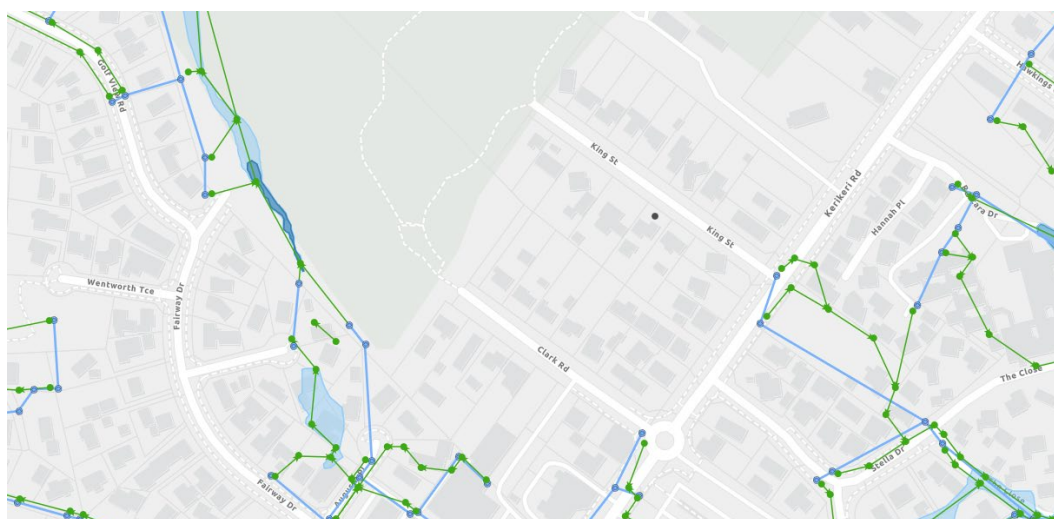 Golf View Rd
Hawkings
King St
Kerikeri Rd
Hannah Pl
King St
Wentworth Tce
Fairway Dr
Clark Rd
The Close
Stella Dr
Fairway Dr